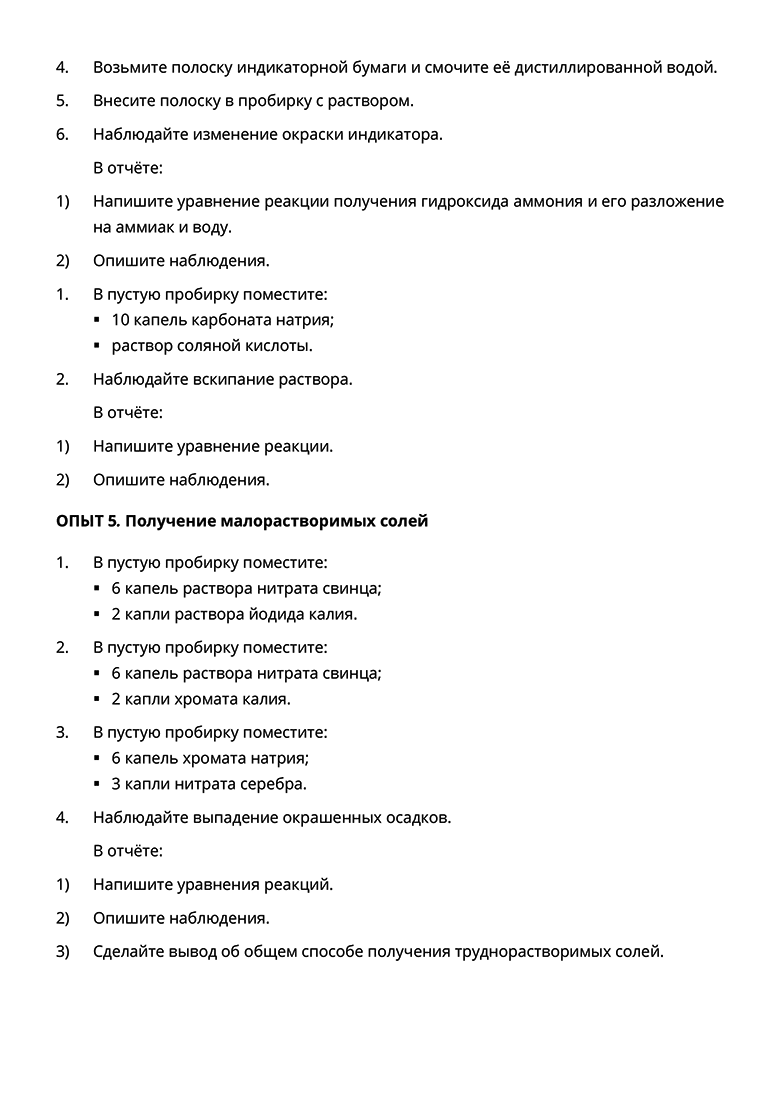 4. Возьмите полоску индикаторной бумаги и смочите её дистиллированной водой.
5. Внесите полоску в пробирку с раствором.
6. Наблюдайте изменение окраски индикатора.
В отчёте:
1) Напишите уравнение реакции получения гидроксида аммония и его разложение
на аммиак и воду.
2) Опишите наблюдения.
1. В пустую пробирку поместите:
▪ 10 капель карбоната натрия;
▪ раствор соляной кислоты.
2. Наблюдайте вскипание раствора.
В отчёте:
1) Напишите уравнение реакции.
2) Опишите наблюдения.
ОПЫТ 5. Получение малорастворимых солей
1. В пустую пробирку поместите:
▪ 6 капель раствора нитрата свинца;
▪ 2 капли раствора йодида калия.
2. В пустую пробирку поместите:
▪ 6 капель раствора нитрата свинца;
▪ 2 капли хромата калия.
3. В пустую пробирку поместите:
▪ 6 капель хромата натрия;
▪ 3 капли нитрата серебра.
4. Наблюдайте выпадение окрашенных осадков.
В отчёте:
1) Напишите уравнения реакций.
2) Опишите наблюдения.
3) Сделайте вывод об общем способе получения труднорастворимых солей.